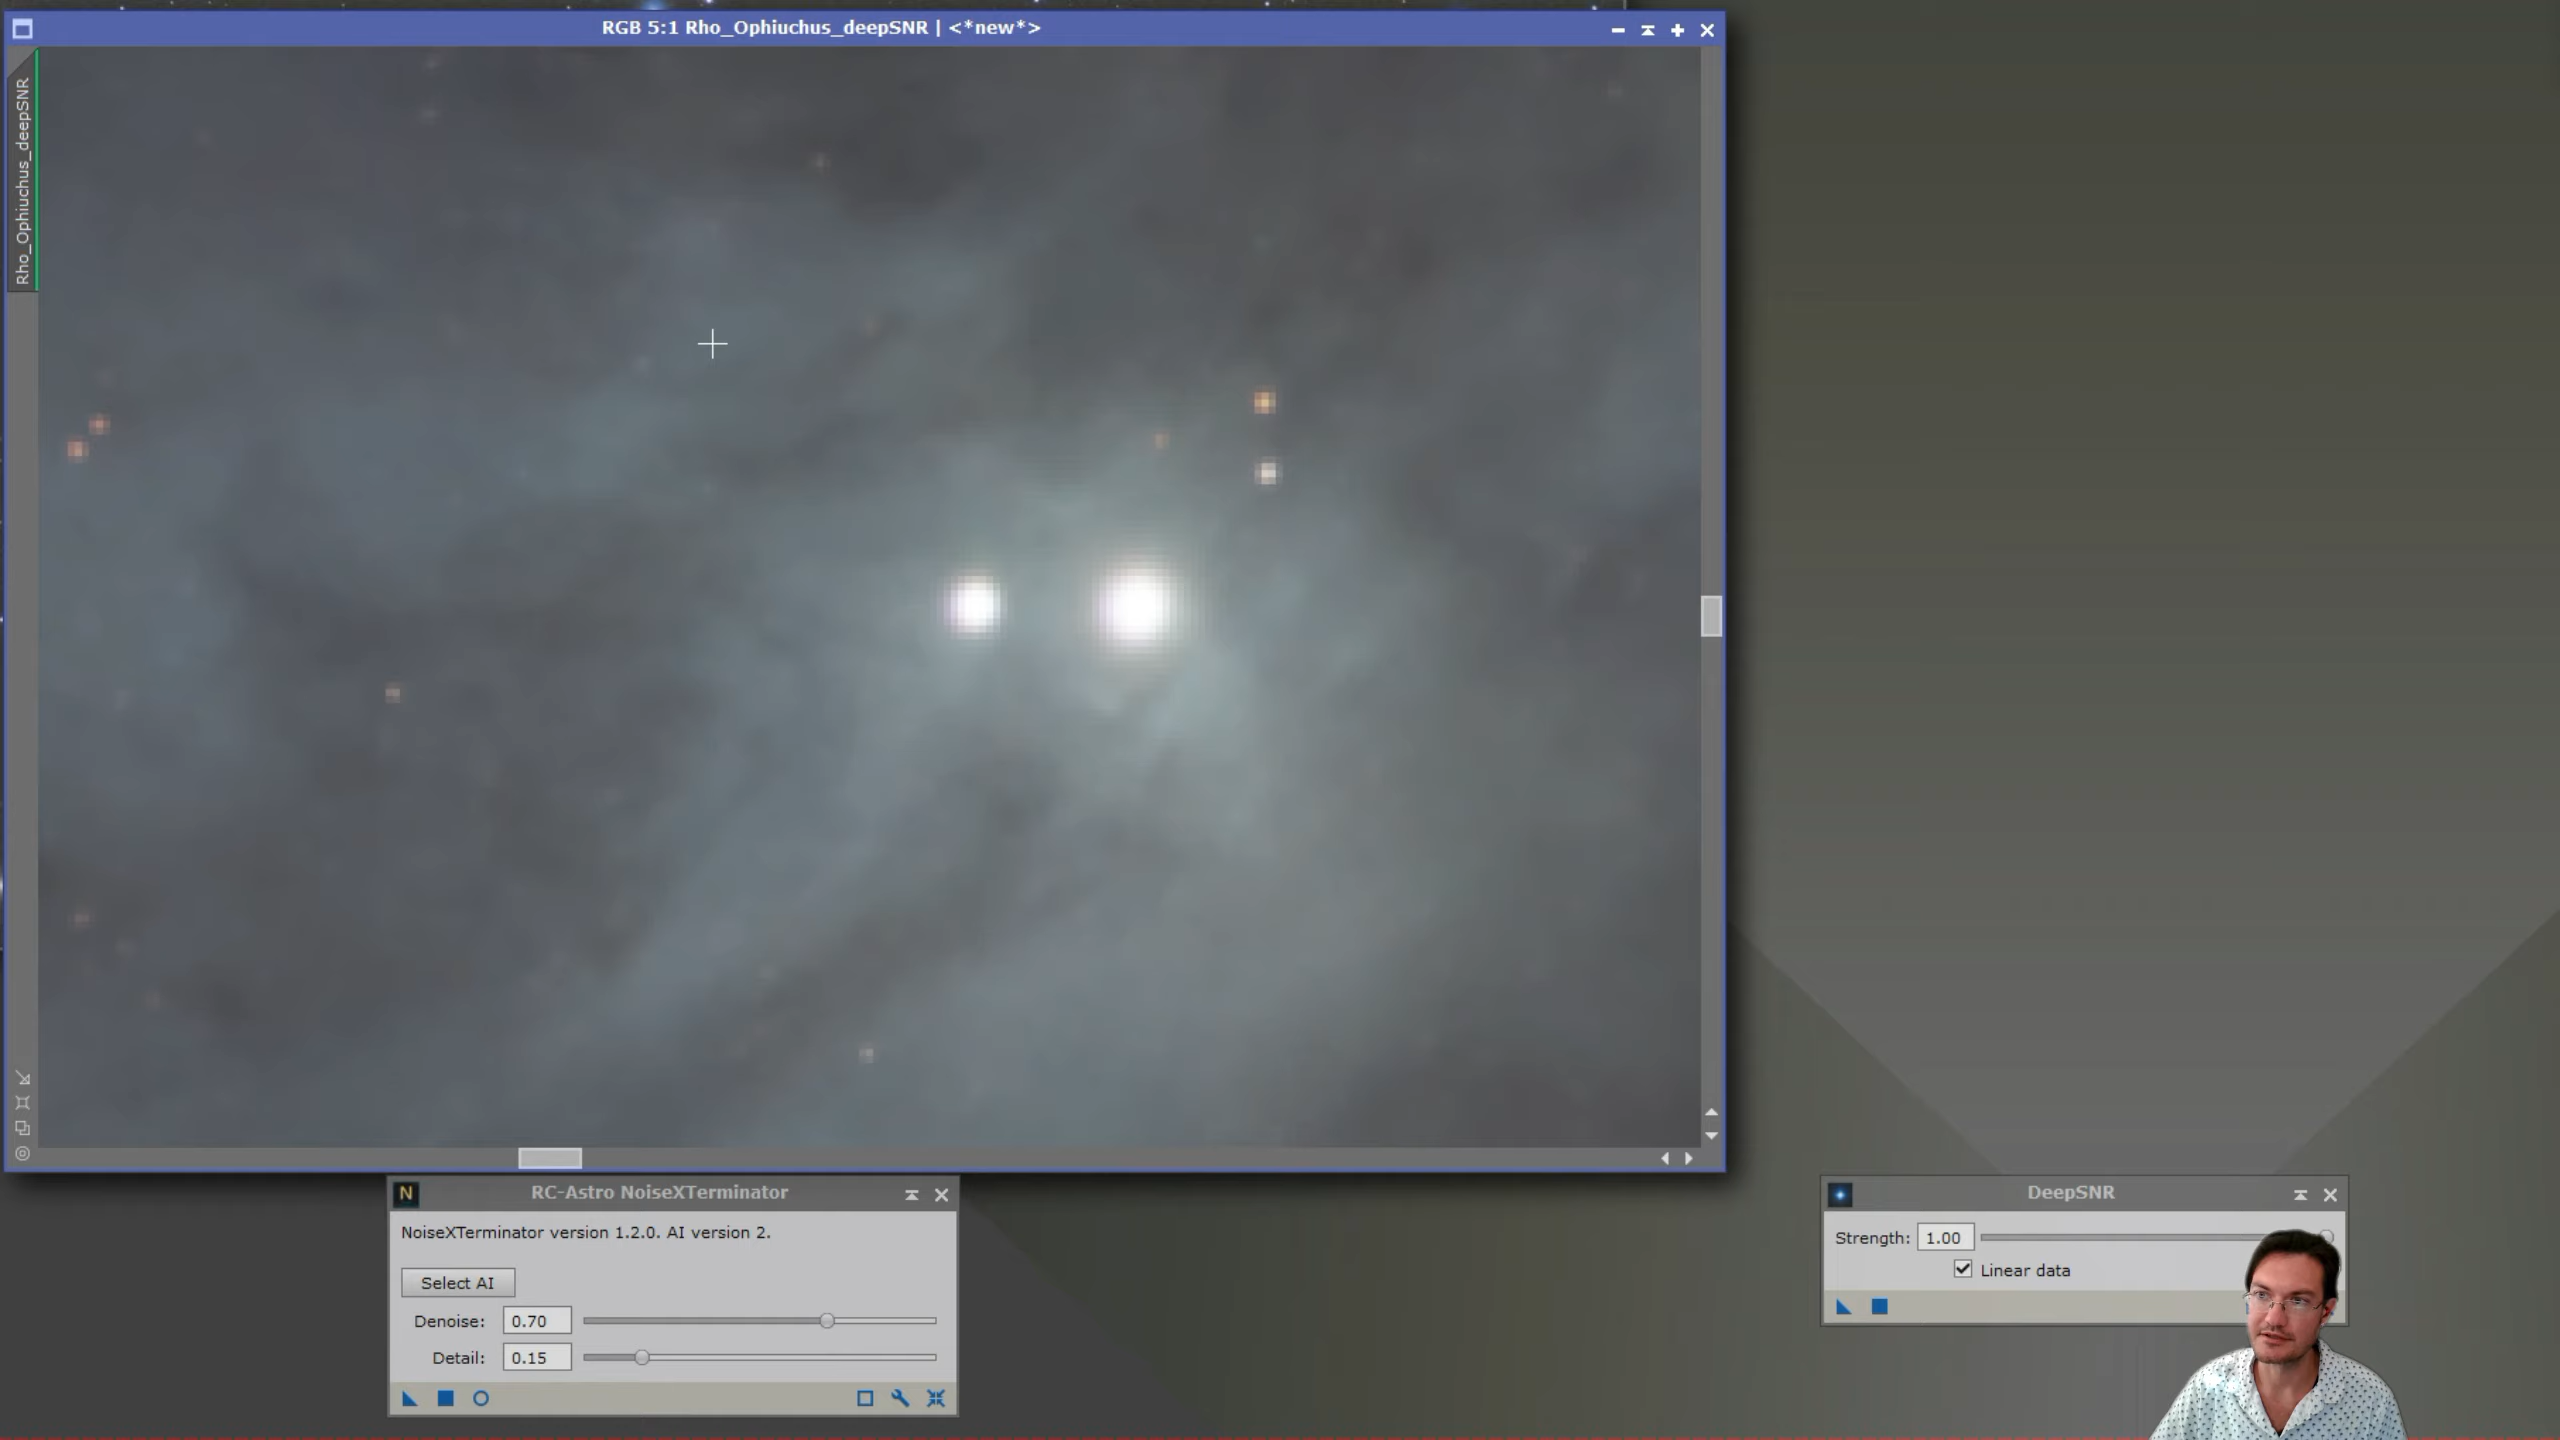 RGB 5:1 Rho_Ophiuchus_deepSNR | <*new*>
Rho_Ophiuchus_deepSNR
N
RC-Astro NoiseXTerminator
NoiseXTerminator version 1.2.0. AI version 2.
Select AI
Denoise: 0.70
Detail: 0.15
DeepSNR
Strength: 1.00
Linear data